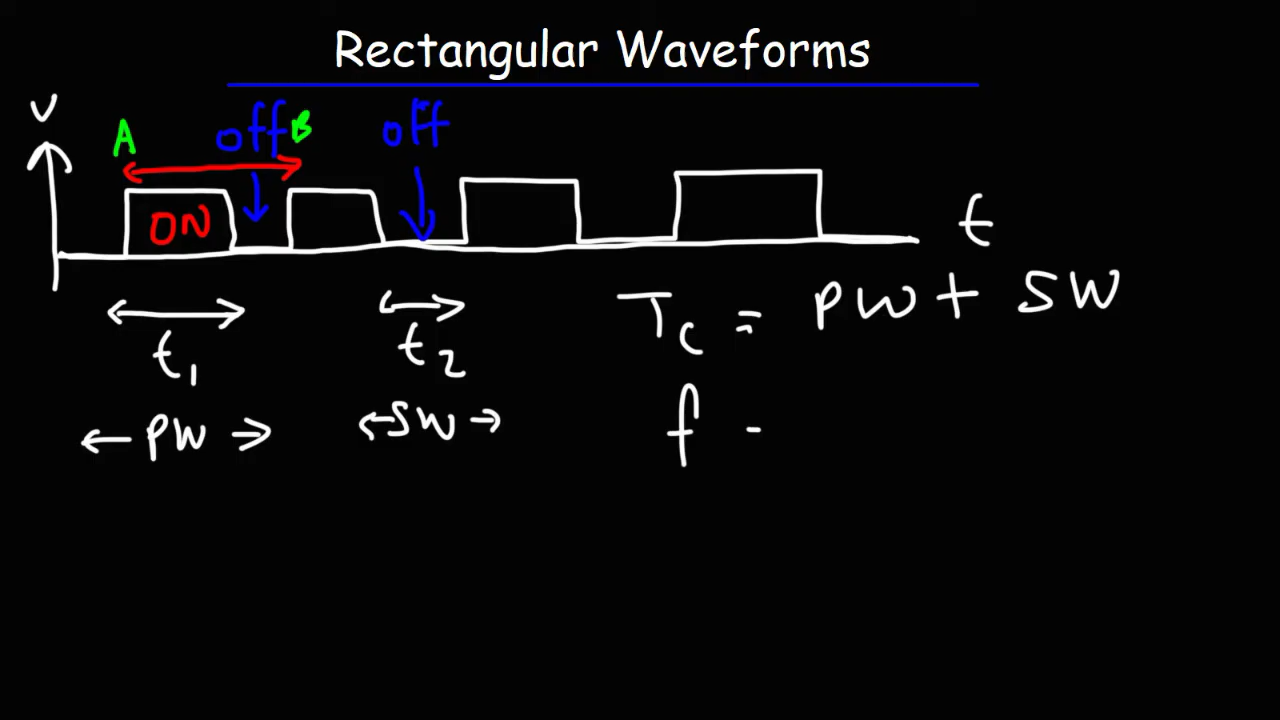 Rectangular Waveforms
V
A off B off
ON
t
t1 t2
Tc = PW + SW
← PW → ← SW →
f -